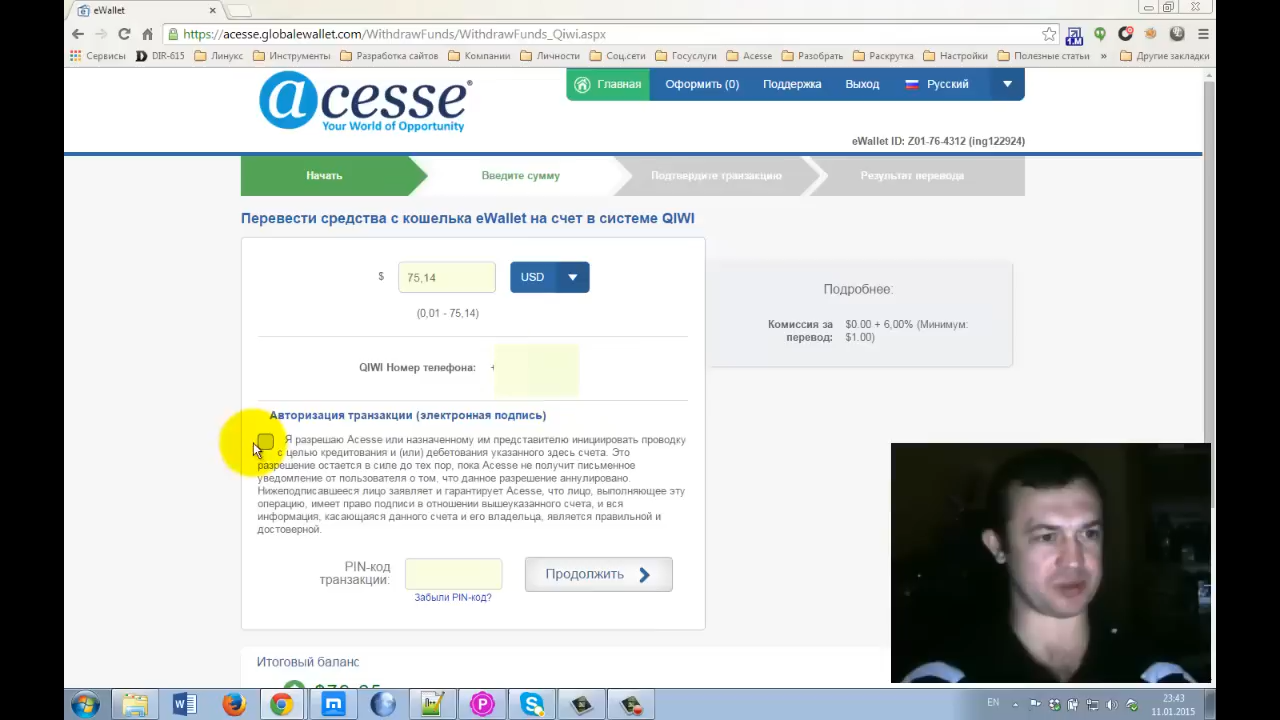 eWallet
https://acesse.globalewallet.com/WithdrawFunds/WithdrawFunds_Qiwi.aspx
1.M
Сервисы DIR-615 Линукс Инструменты Разработка сайтов Компании Личности Соц.сети Госуслуги Acesse Разобрать Раскрутка Настройки Полезные статьи » Другие закладки
acesse®
Your World of Opportunity
Главная Оформить (0) Поддержка Выход Русский
eWallet ID: Z01-76-4312 (ing122924)
Начать Введите сумму Подтвердите транзакцию Результат перевода
Перевести средства с кошелька eWallet на счет в системе QIWI
$ 75,14 USD
(0,01 - 75,14)
Подробнее:
Комиссия за перевод: $0.00 + 6,00% (Минимум: $1.00)
QIWI Номер телефона: +
Авторизация транзакции (электронная подпись)
Я разрешаю Acesse или назначенному им представителю инициировать проводку
с целью кредитования и (или) дебетования указанного здесь счета. Это
разрешение остается в силе до тех пор, пока Acesse не получит письменное
уведомление от пользователя о том, что данное разрешение аннулировано.
Нижеподписавшееся лицо заявляет и гарантирует Acesse, что лицо, выполняющее эту
операцию, имеет право подписи в отношении вышеуказанного счета, и вся
информация, касающаяся данного счета и его владельца, является правильной и
достоверной.
PIN-код
транзакции:
Продолжить
Забыли PIN-код?
Итоговый баланс
EN
23:43
11.01.2015